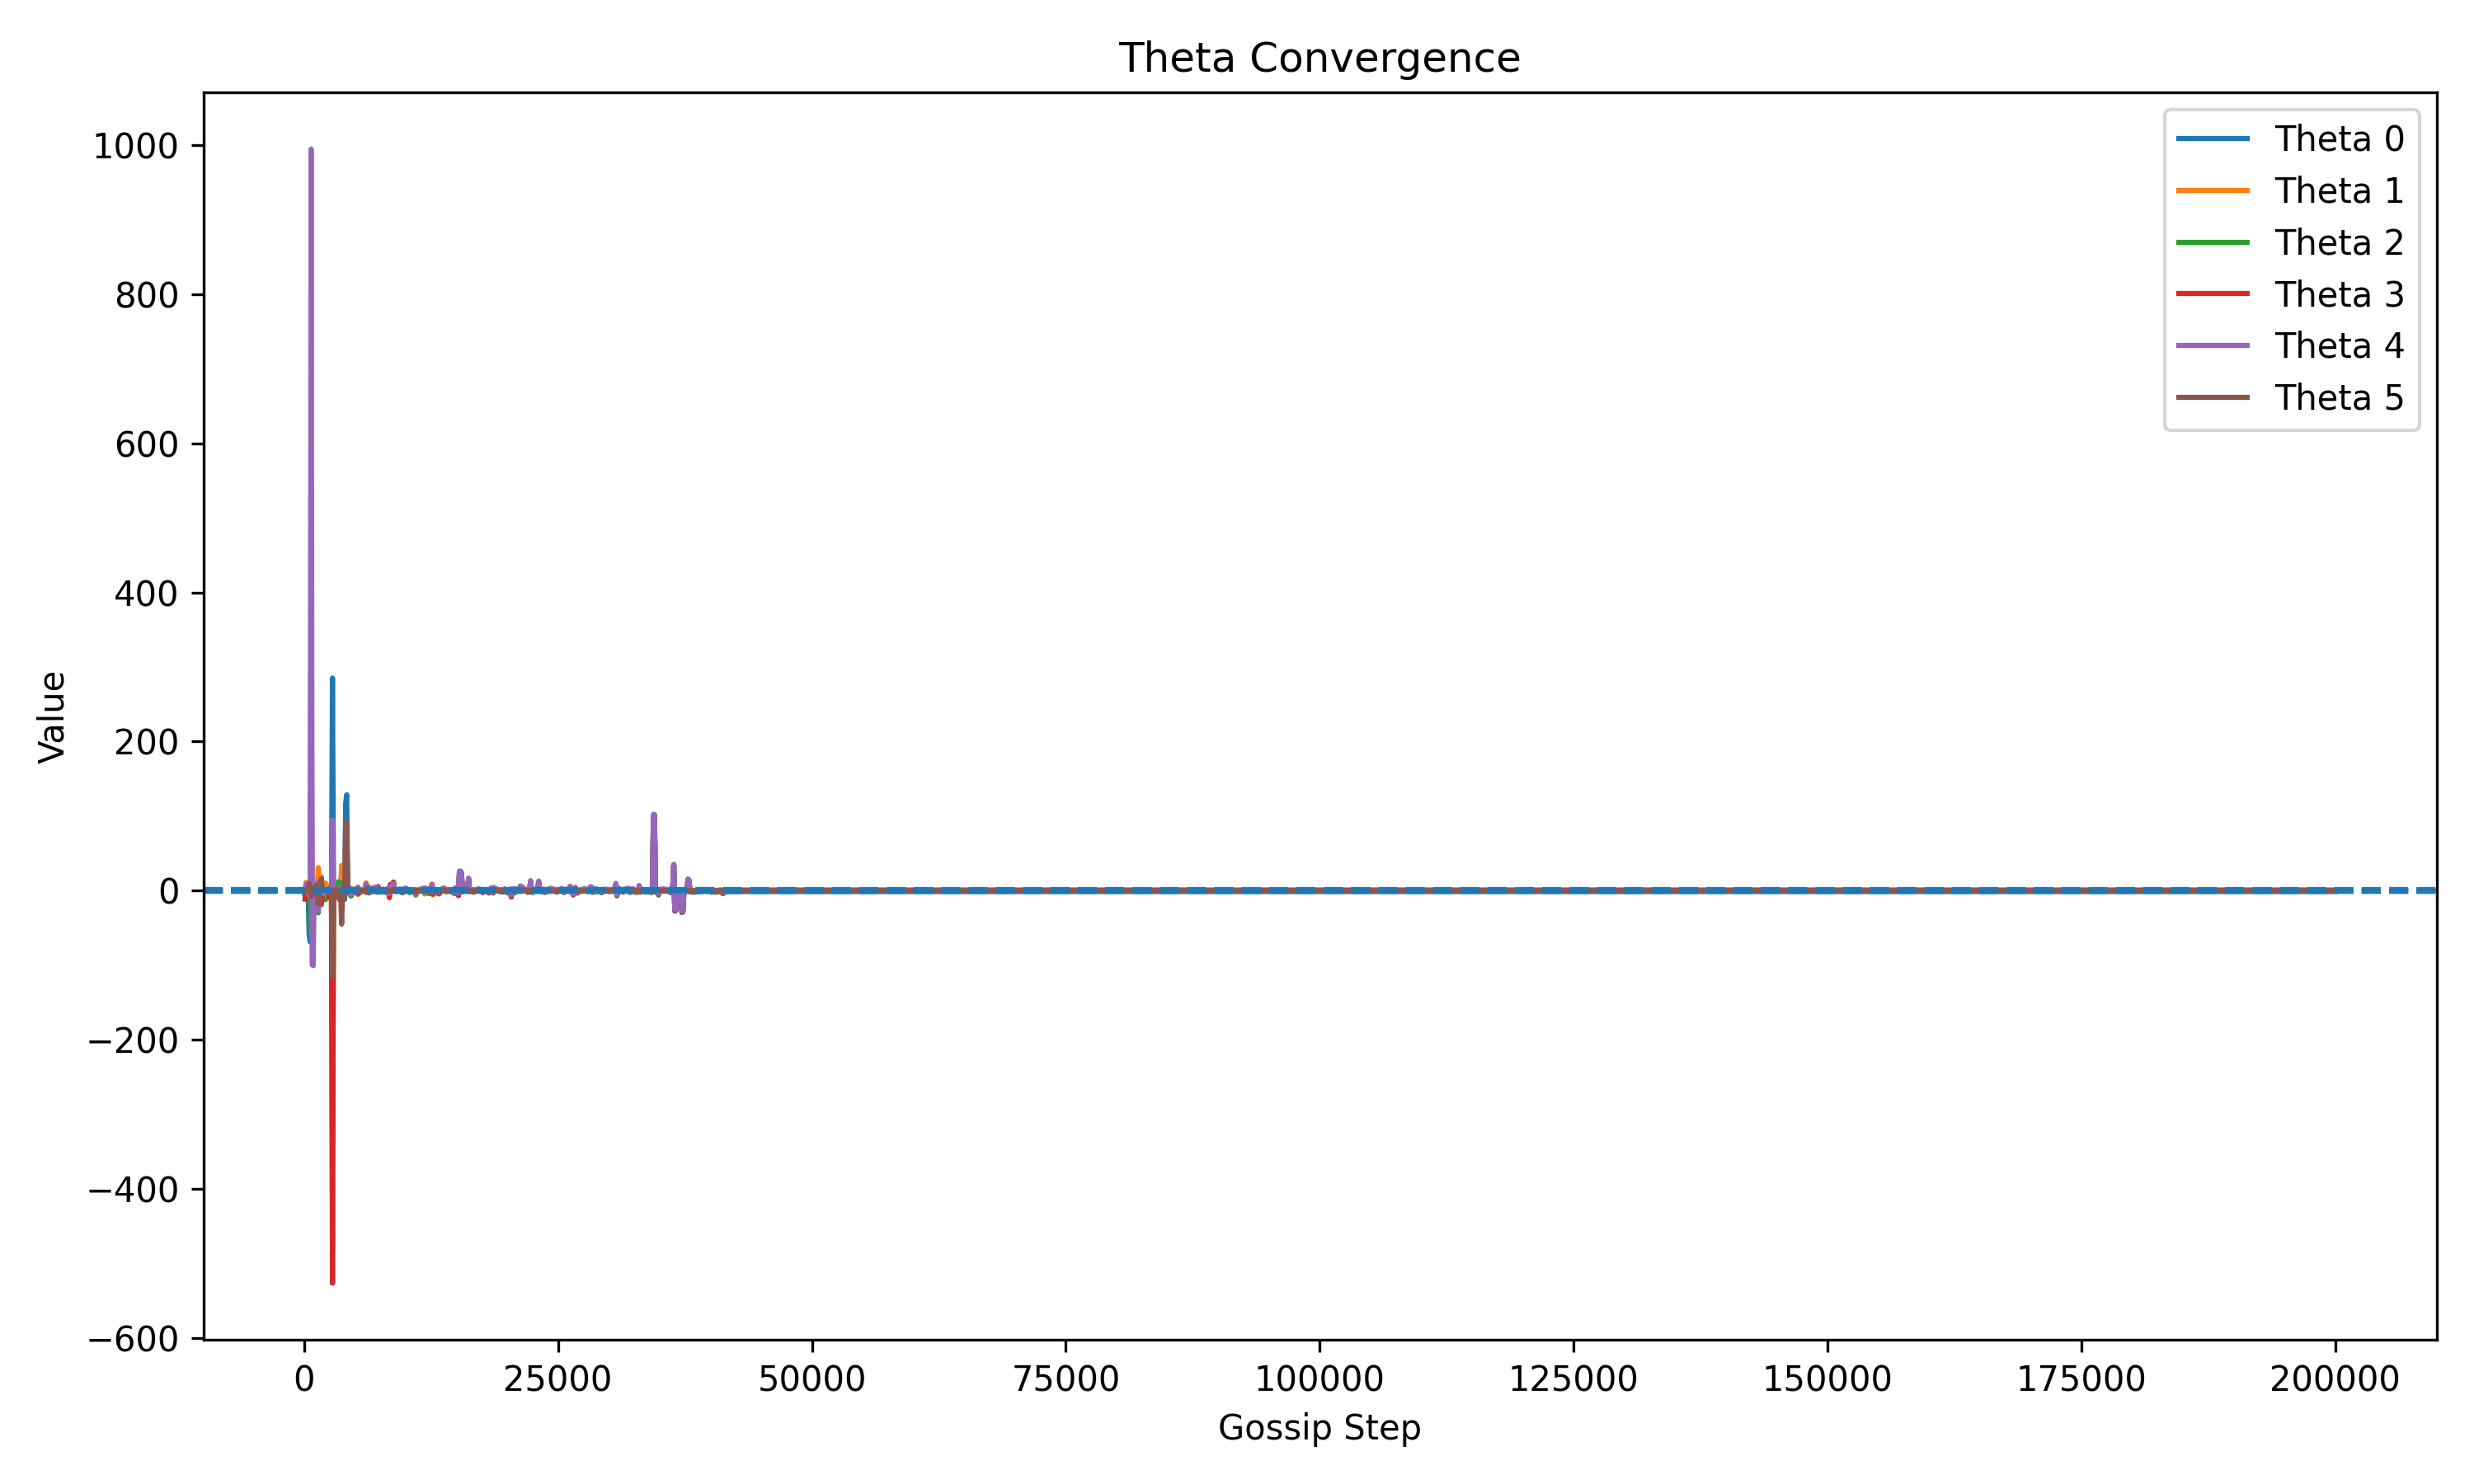 Theta Convergence
1000
800
600
400
200
0
−200
−400
−600
Value
0 25000 50000 75000 100000 125000 150000 175000 200000
Gossip Step
Theta 0
Theta 1
Theta 2
Theta 3
Theta 4
Theta 5